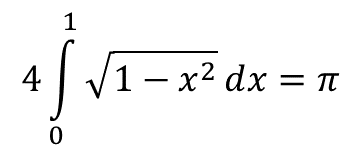 4 ∫₀¹ √(1 − x²) dx = π